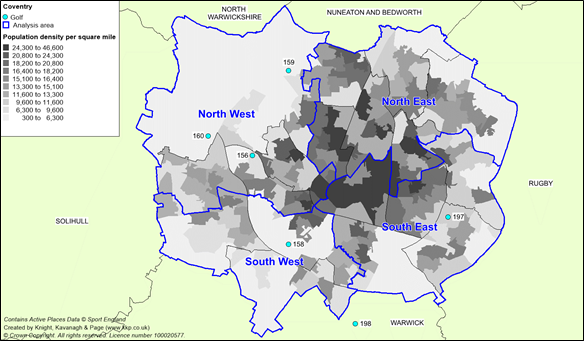 Coventry
Golf
Analysis area
Population density per square mile
24,300 to 46,600
20,800 to 24,300
18,200 to 20,800
16,400 to 18,200
15,100 to 16,400
13,300 to 15,100
11,600 to 13,300
9,600 to 11,600
6,300 to 9,600
300 to 6,300
NORTH
WARWICKSHIRE
NUNEATON AND BEDWORTH
159
North West
North East
160
156
RUGBY
SOLIHULL
197
South East
158
South West
198
WARWICK
Contains Active Places Data © Sport England
Created by Knight, Kavanagh & Page (www.kkp.co.uk)
© Crown Copyright. All rights reserved. Licence number 100020577.